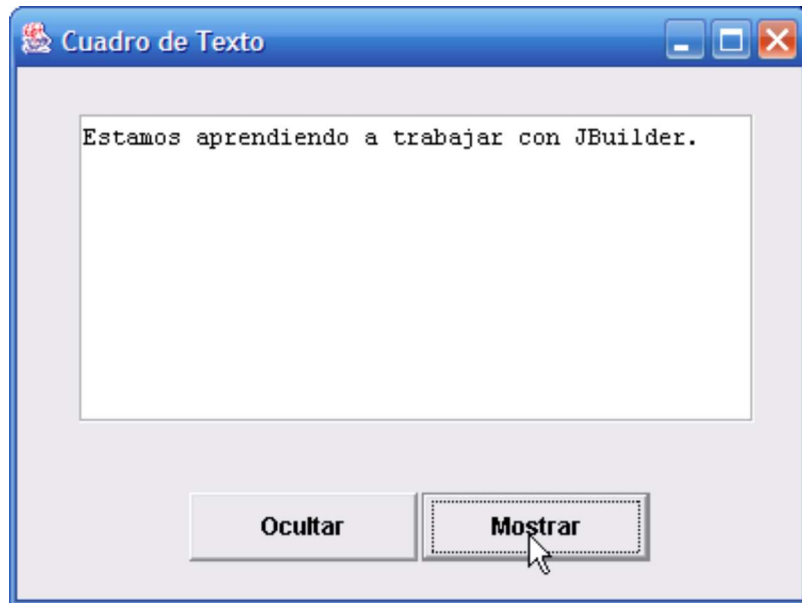 Cuadro de Texto
Estamos aprendiendo a trabajar con JBuilder.
Ocultar
Mostrar